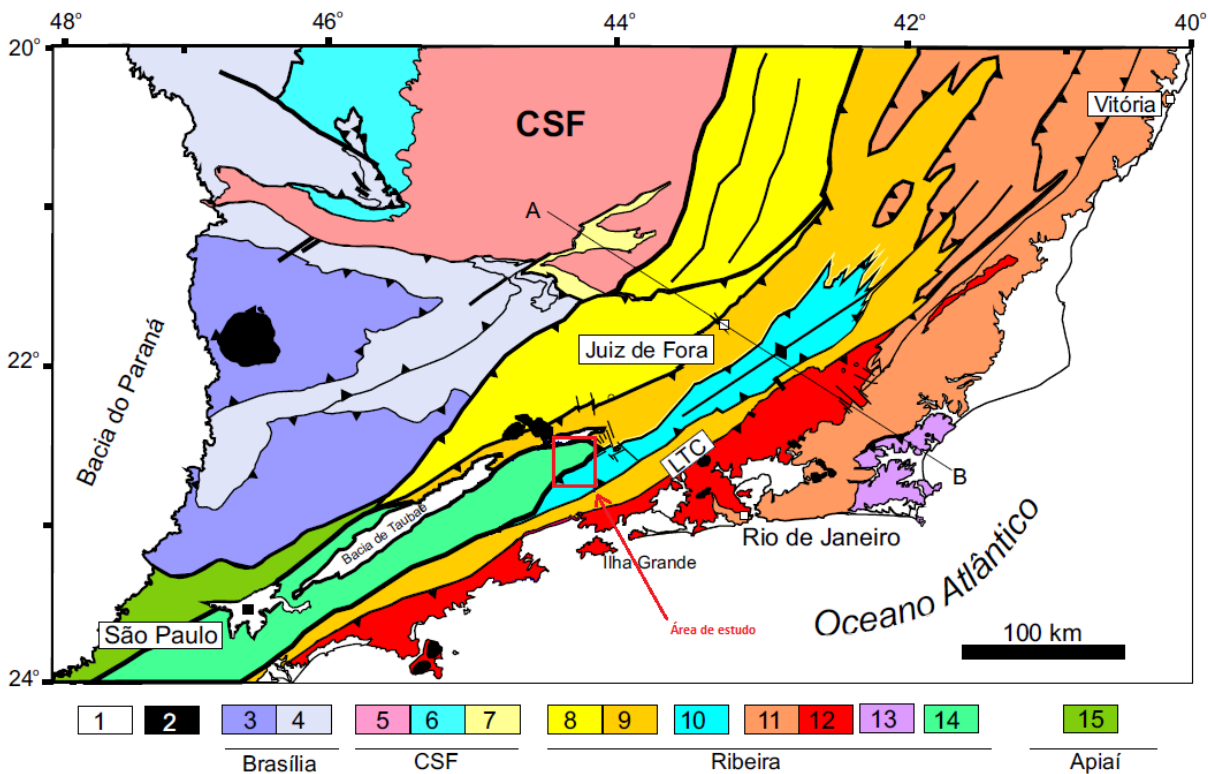 48°
46°
44°
42°
40°
20°
CSF
Vitória
A
Juiz de Fora
22°
Bacia do Paraná
LTC
B
Bacia de Taubaé
Rio de Janeiro
Ilha Grande
Oceano Atlântico
Área de estudo
São Paulo
100 km
24°
1 2 3 4 5 6 7 8 9 10 11 12 13 14 15
Brasília CSF Ribeira Apiaí